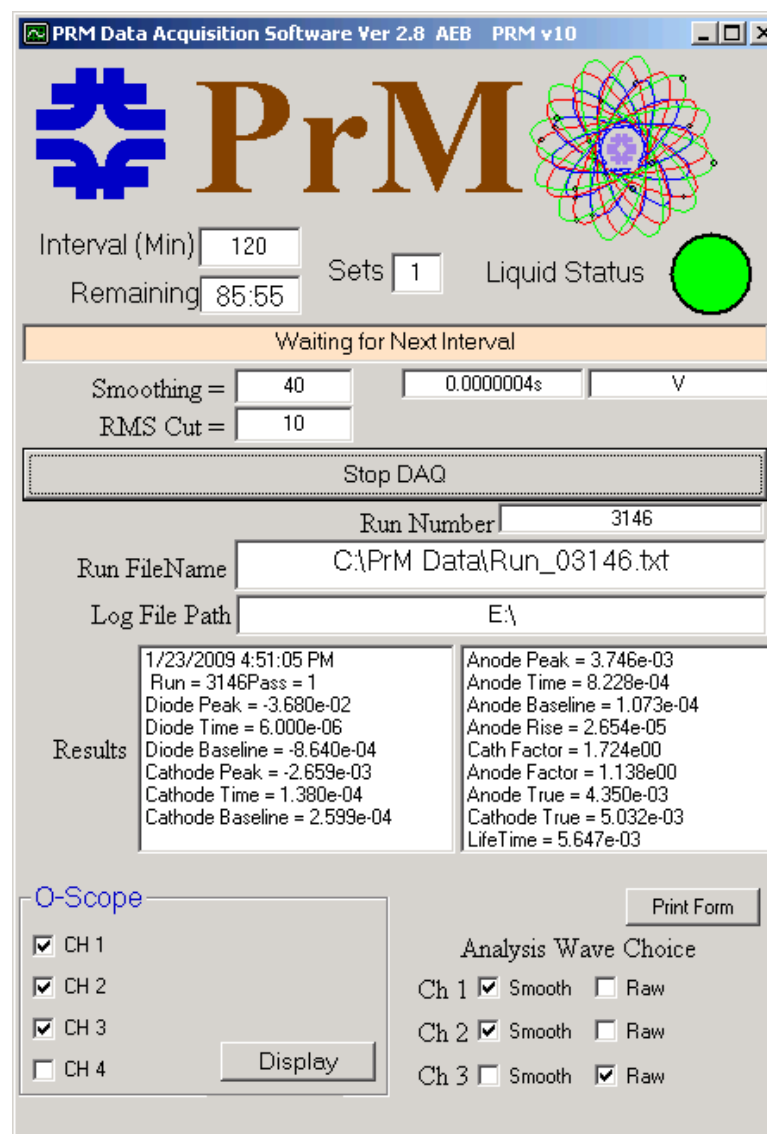 PRM Data Acquisition Software Ver 2.8 AEB PRM v10
PrM
Interval (Min) 120
Sets 1
Liquid Status
Remaining 85:55
Waiting for Next Interval
Smoothing = 40 0.0000004s V
RMS Cut = 10
Stop DAQ
Run Number 3146
Run FileName C:\PrM Data\Run_03146.txt
Log File Path E:\
Results
1/23/2009 4:51:05 PM
Run = 3146Pass = 1
Diode Peak = -3.680e-02
Diode Time = 6.000e-06
Diode Baseline = -8.640e-04
Cathode Peak = -2.659e-03
Cathode Time = 1.380e-04
Cathode Baseline = 2.599e-04
Anode Peak = 3.746e-03
Anode Time = 8.228e-04
Anode Baseline = 1.073e-04
Anode Rise = 2.654e-05
Cath Factor = 1.724e00
Anode Factor = 1.138e00
Anode True = 4.350e-03
Cathode True = 5.032e-03
LifeTime = 5.647e-03
O-Scope
CH 1
CH 2
CH 3
CH 4
Display
Print Form
Analysis Wave Choice
Ch 1 Smooth Raw
Ch 2 Smooth Raw
Ch 3 Smooth Raw